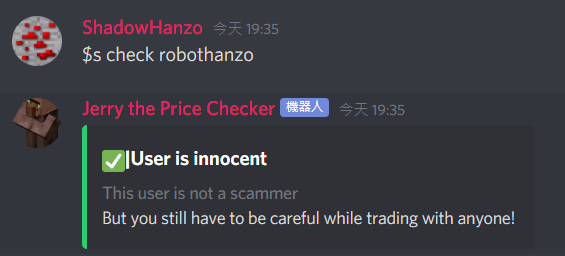 ShadowHanzo 今天 19:35
$s check robothanzo
Jerry the Price Checker 機器人 今天 19:35
✅|User is innocent
This user is not a scammer
But you still have to be careful while trading with anyone!